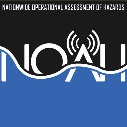 NATIONWIDE OPERATIONAL ASSESSMENT OF HAZARDS
NOAH